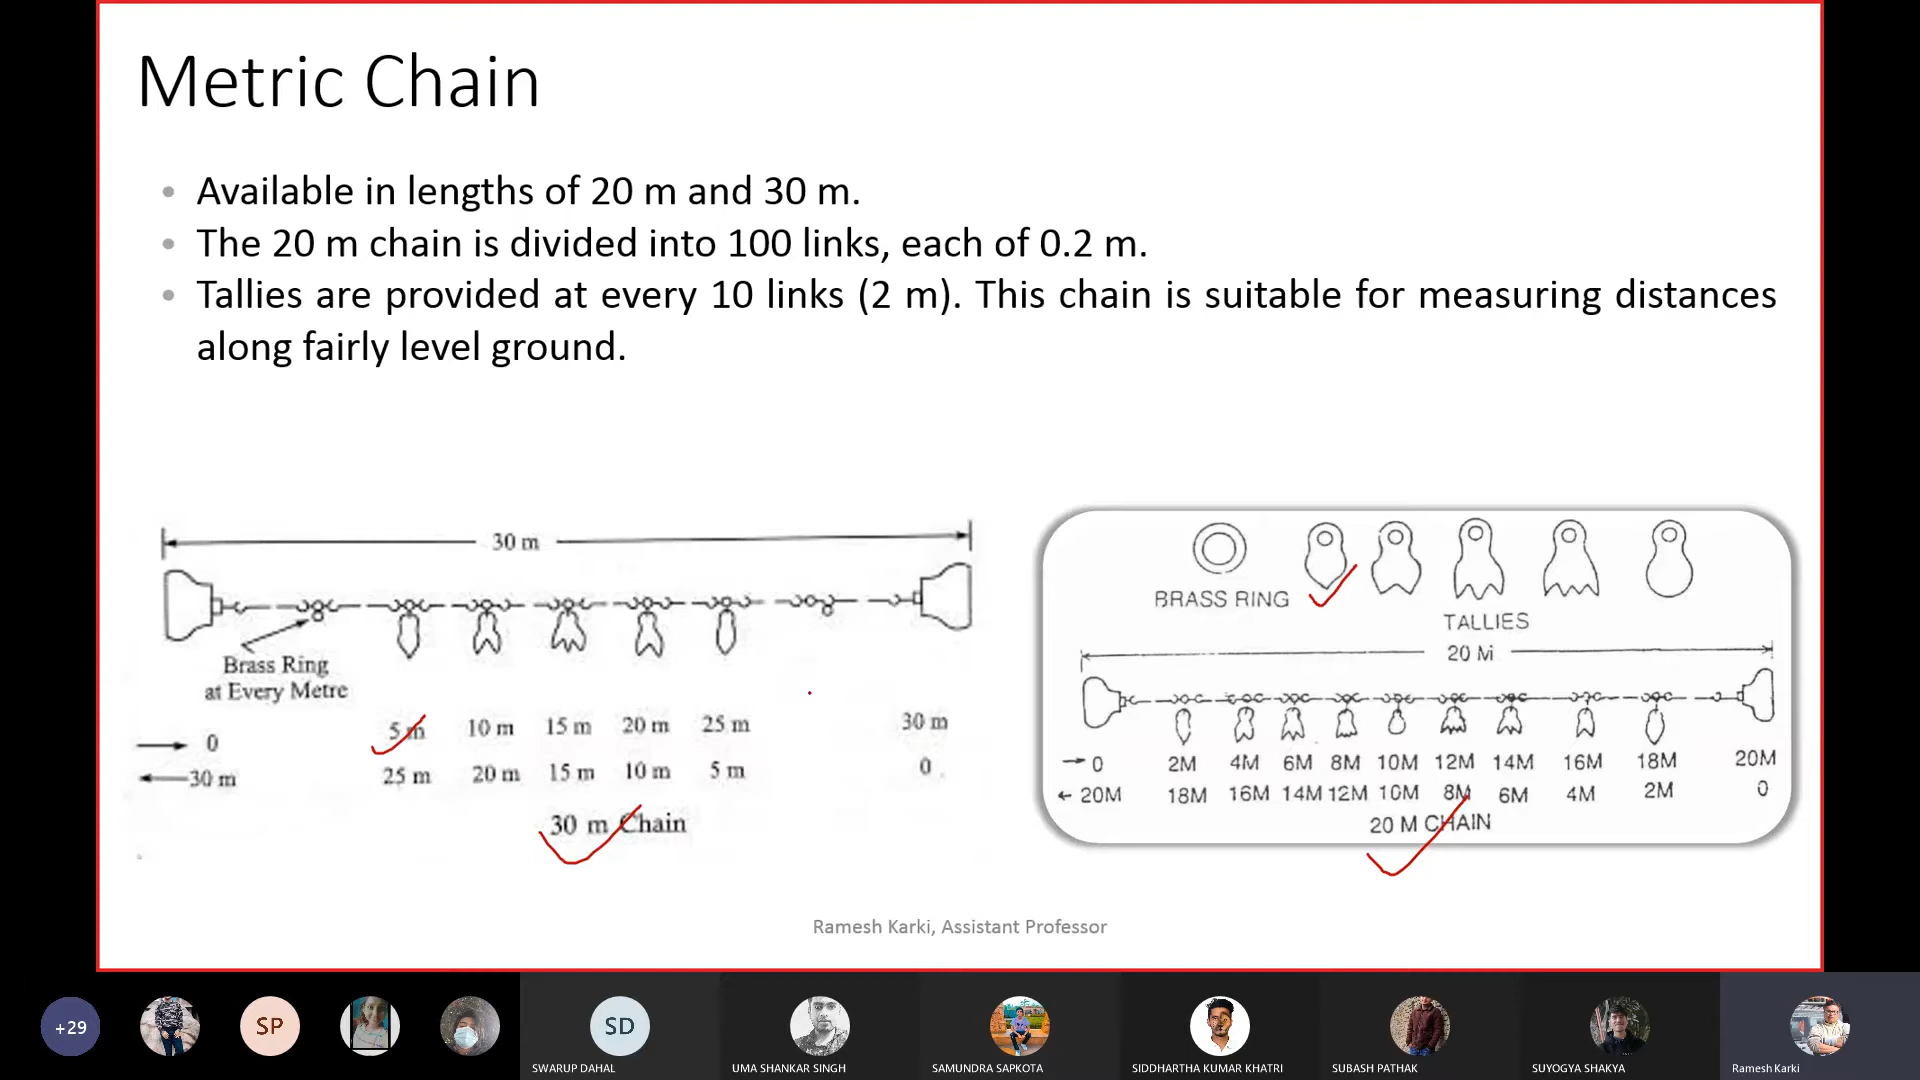 Metric Chain
• Available in lengths of 20 m and 30 m.
• The 20 m chain is divided into 100 links, each of 0.2 m.
• Tallies are provided at every 10 links (2 m). This chain is suitable for measuring distances
along fairly level ground.
30 m
Brass Ring
at Every Metre
0 5 m 10 m 15 m 20 m 25 m 30 m
30 m 25 m 20 m 15 m 10 m 5 m 0
30 m Chain
BRASS RING
TALLIES
20 M
0 2M 4M 6M 8M 10M 12M 14M 16M 18M 20M
20M 18M 16M 14M 12M 10M 8M 6M 4M 2M 0
20 M CHAIN
Ramesh Karki, Assistant Professor
+29
SP
SD
SWARUP DAHAL
UMA SHANKAR SINGH
SAMUNDRA SAPKOTA
SIDDHARTHA KUMAR KHATRI
SUBASH PATHAK
SUYOGYA SHAKYA
Ramesh Karki